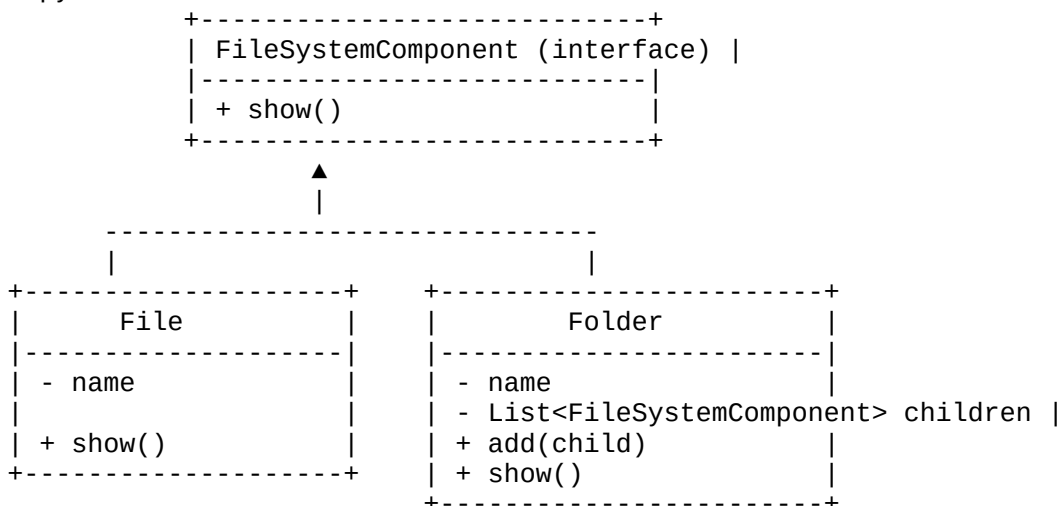 +----------------------------+
| FileSystemComponent (interface) |
|----------------------------|
| + show()                    |
+----------------------------+
▲
|
-------------------------------
|                              |
+--------------------+    +------------------------+
|      File          |    |        Folder          |
|--------------------|    |------------------------|
| - name             |    | - name                 |
|                    |    | - List<FileSystemComponent> children |
| + show()           |    | + add(child)           |
+--------------------+    | + show()               |
+------------------------+